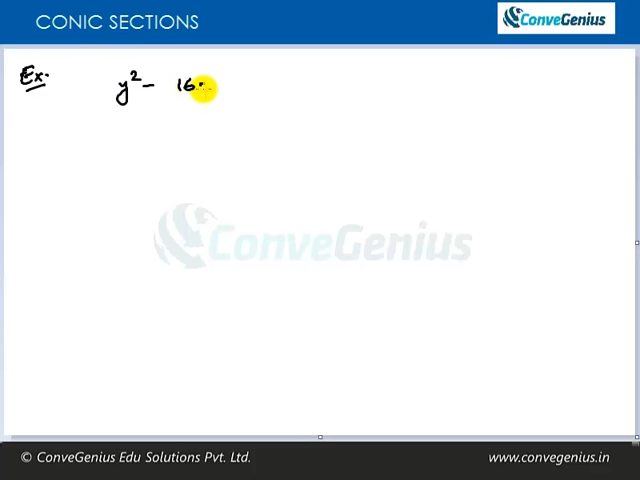 CONIC SECTIONS
ConveGenius
Ex.
y² - 16
ConveGenius
© ConveGenius Edu Solutions Pvt. Ltd.
www.convegenius.in